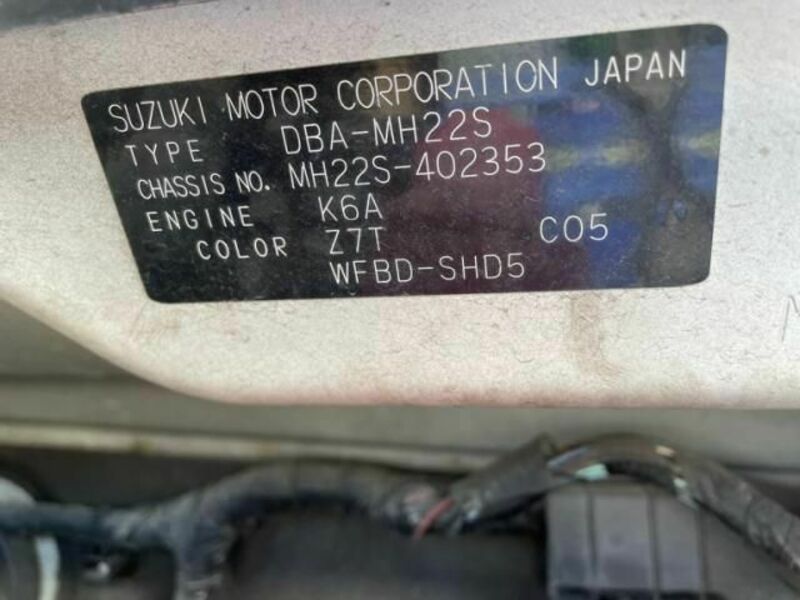 SUZUKI MOTOR CORPORATION JAPAN
TYPE DBA-MH22S
CHASSIS NO. MH22S-402353
ENGINE K6A
COLOR Z7T C05
WFBD-SHD5